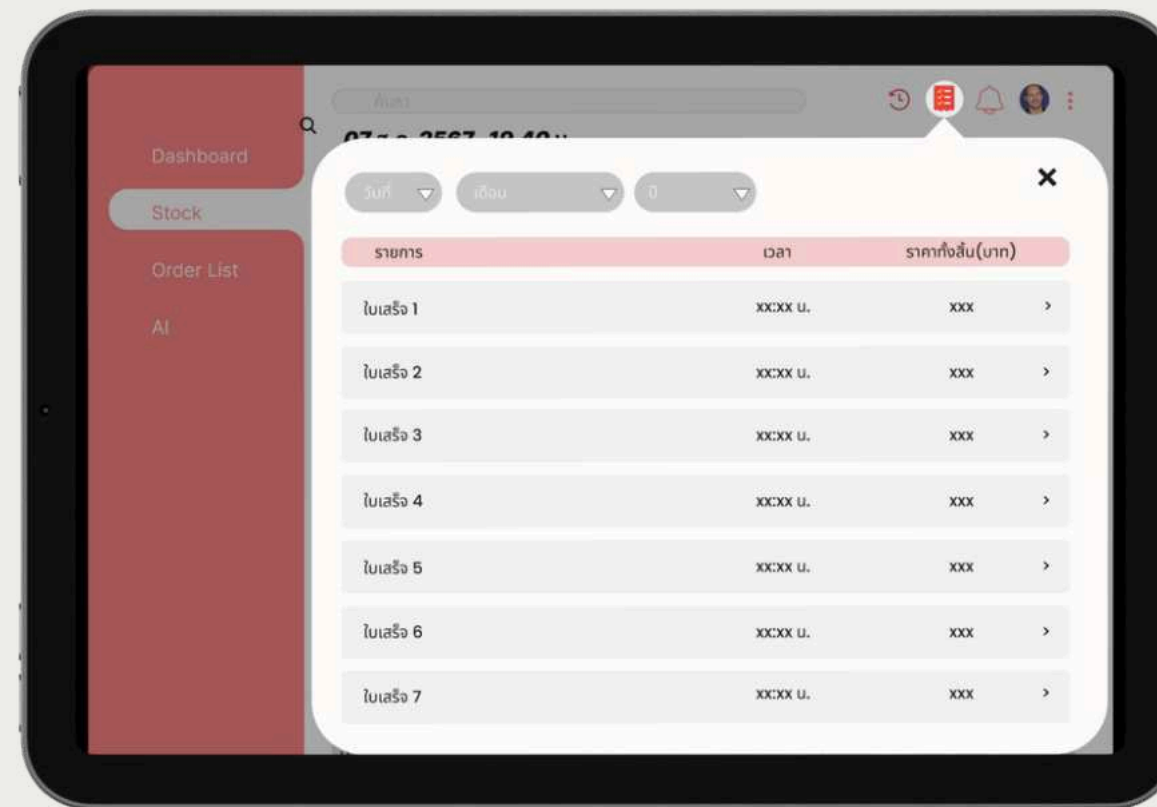 ค้นหา
Dashboard
Stock
Order List
AI
วันที่ เดือน ปี
รายการ เวลา ราคาทั้งสิ้น(บาท)
ใบเสร็จ 1 xx:xx น. xxx
ใบเสร็จ 2 xx:xx น. xxx
ใบเสร็จ 3 xx:xx น. xxx
ใบเสร็จ 4 xx:xx น. xxx
ใบเสร็จ 5 xx:xx น. xxx
ใบเสร็จ 6 xx:xx น. xxx
ใบเสร็จ 7 xx:xx น. xxx